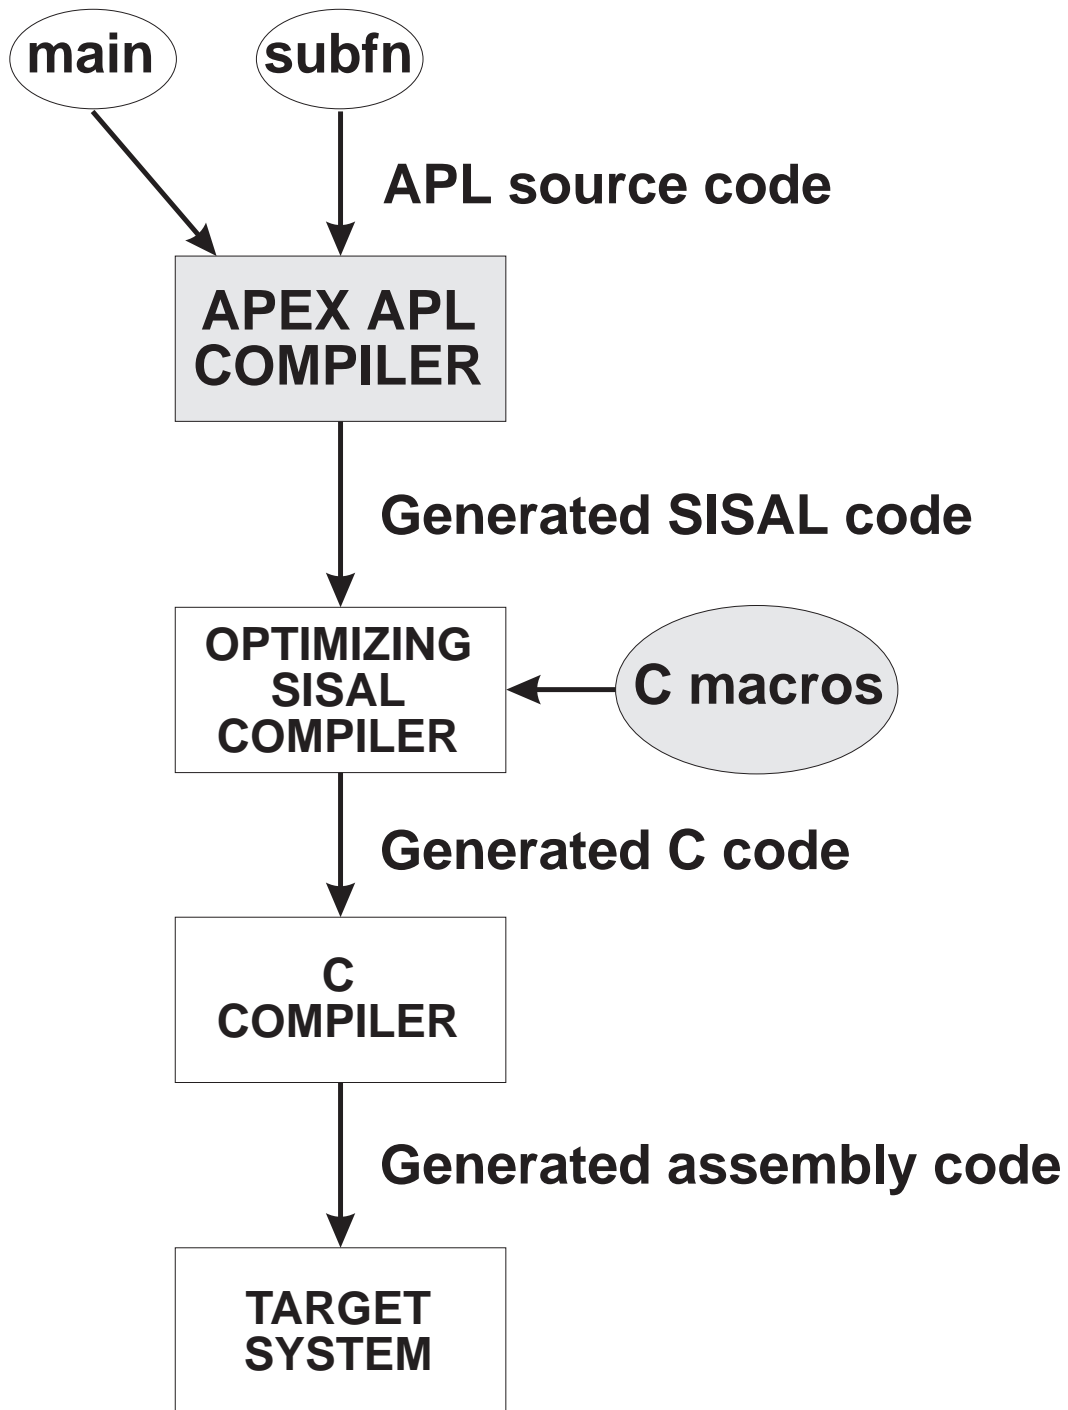 main
subfn
APL source code
APEX APL
COMPILER
Generated SISAL code
OPTIMIZING
SISAL
COMPILER
C macros
Generated C code
C
COMPILER
Generated assembly code
TARGET
SYSTEM